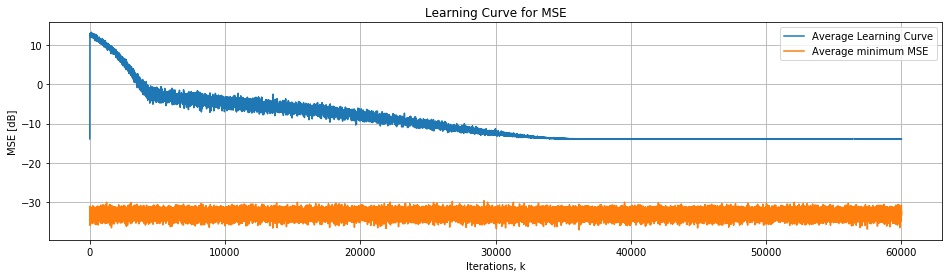 Learning Curve for MSE
Average Learning Curve
Average minimum MSE
MSE [dB]
10
0
−10
−20
−30
0
10000
20000
30000
40000
50000
60000
Iterations, k